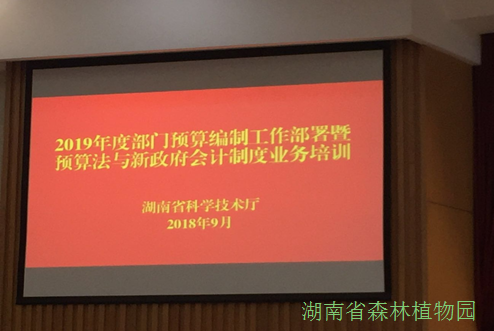 2019年度部门预算编制工作部署暨
预算法与新政府会计制度业务培训
湖南省科学技术厅
2018年9月
湖南省森林植物园